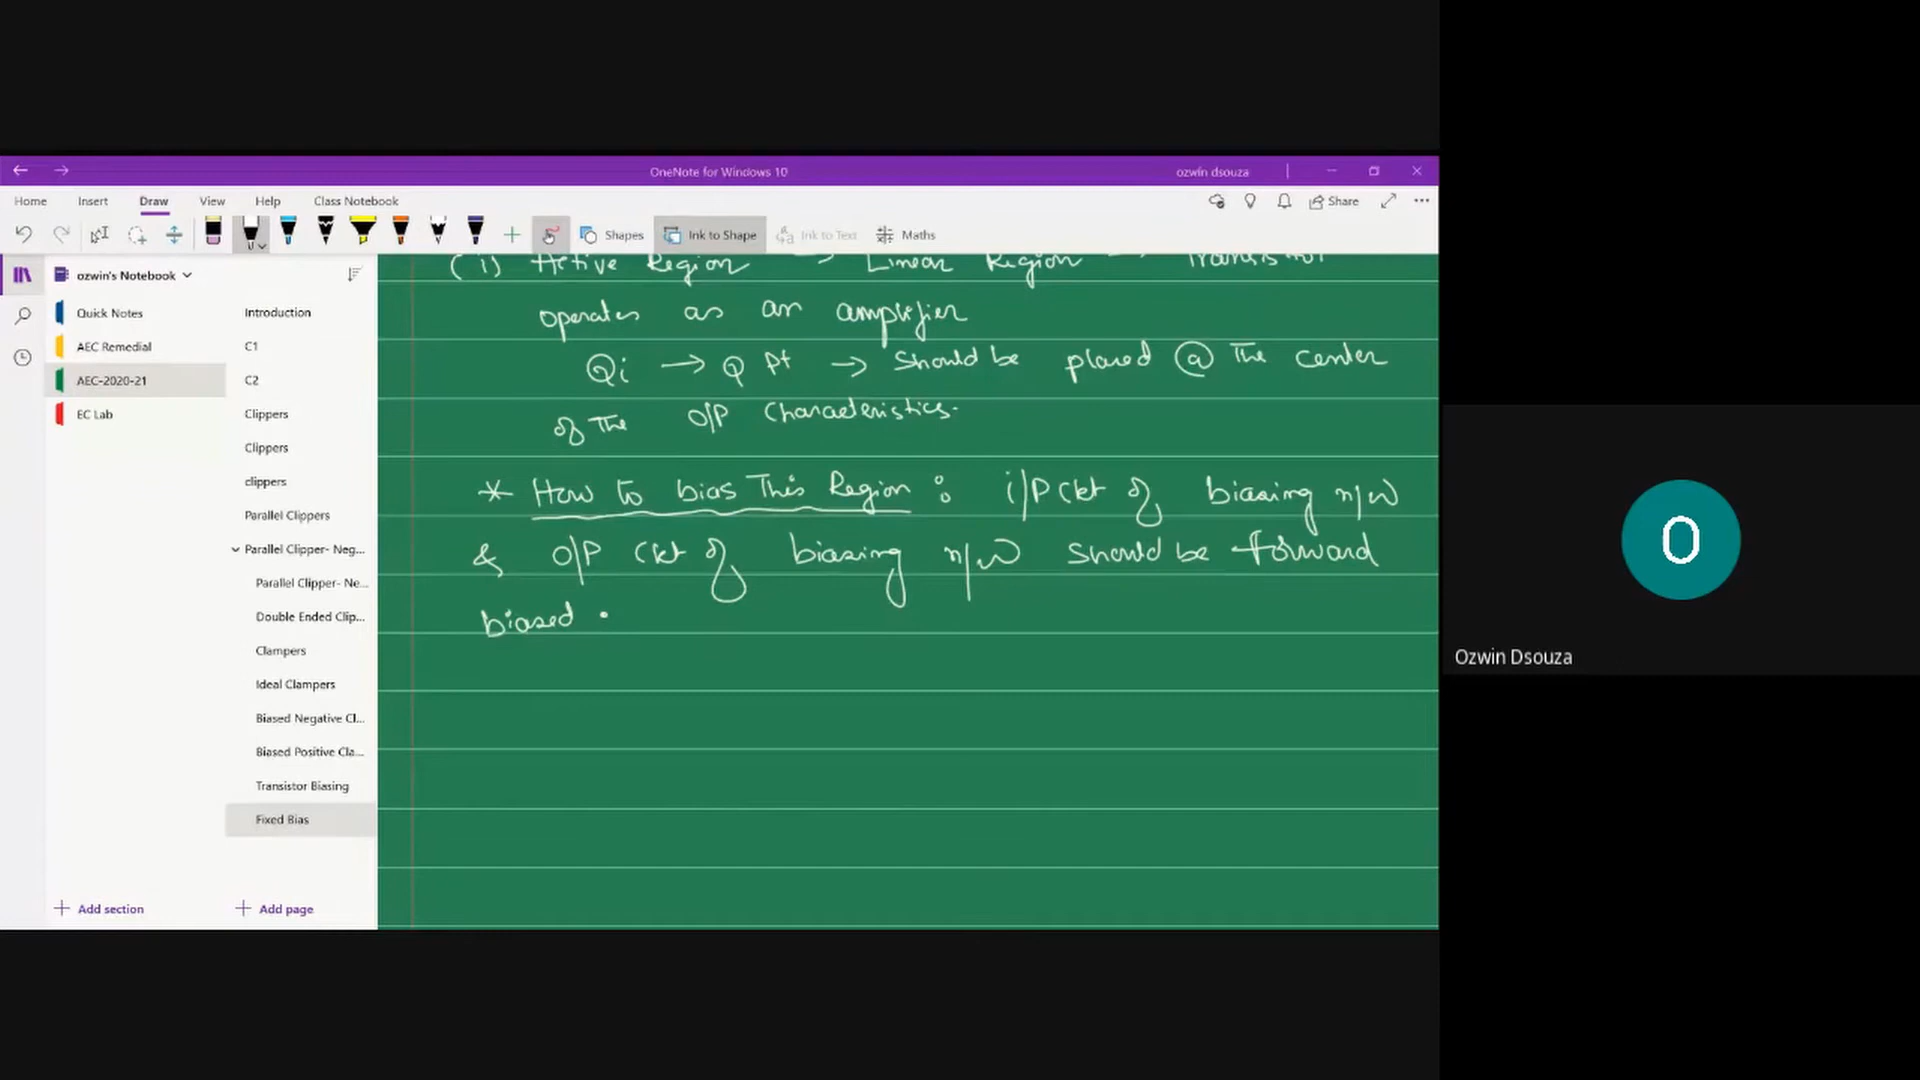 OneNote for Windows 10
ozwin dsouza
Home Insert Draw View Help Class Notebook
Share
Shapes Ink to Shape Ink to Text Maths
ozwin's Notebook
Quick Notes
AEC Remedial
AEC-2020-21
EC Lab
Introduction
C1
C2
Clippers
Clippers
clippers
Parallel Clippers
Parallel Clipper- Neg...
Parallel Clipper- Ne...
Double Ended Clip...
Clampers
Ideal Clampers
Biased Negative Cl...
Biased Positive Cla...
Transistor Biasing
Fixed Bias
+ Add section
+ Add page
(i) Active Region → Linear Region → Transistor
operates as an amplifier
Qi → Q Pt → Should be placed @ The center
of The O/P Characteristics.
* How to bias This Region : i/P Ckt of biasing n/w
& O/P Ckt of biasing n/w should be forward
biased .
O
Ozwin Dsouza